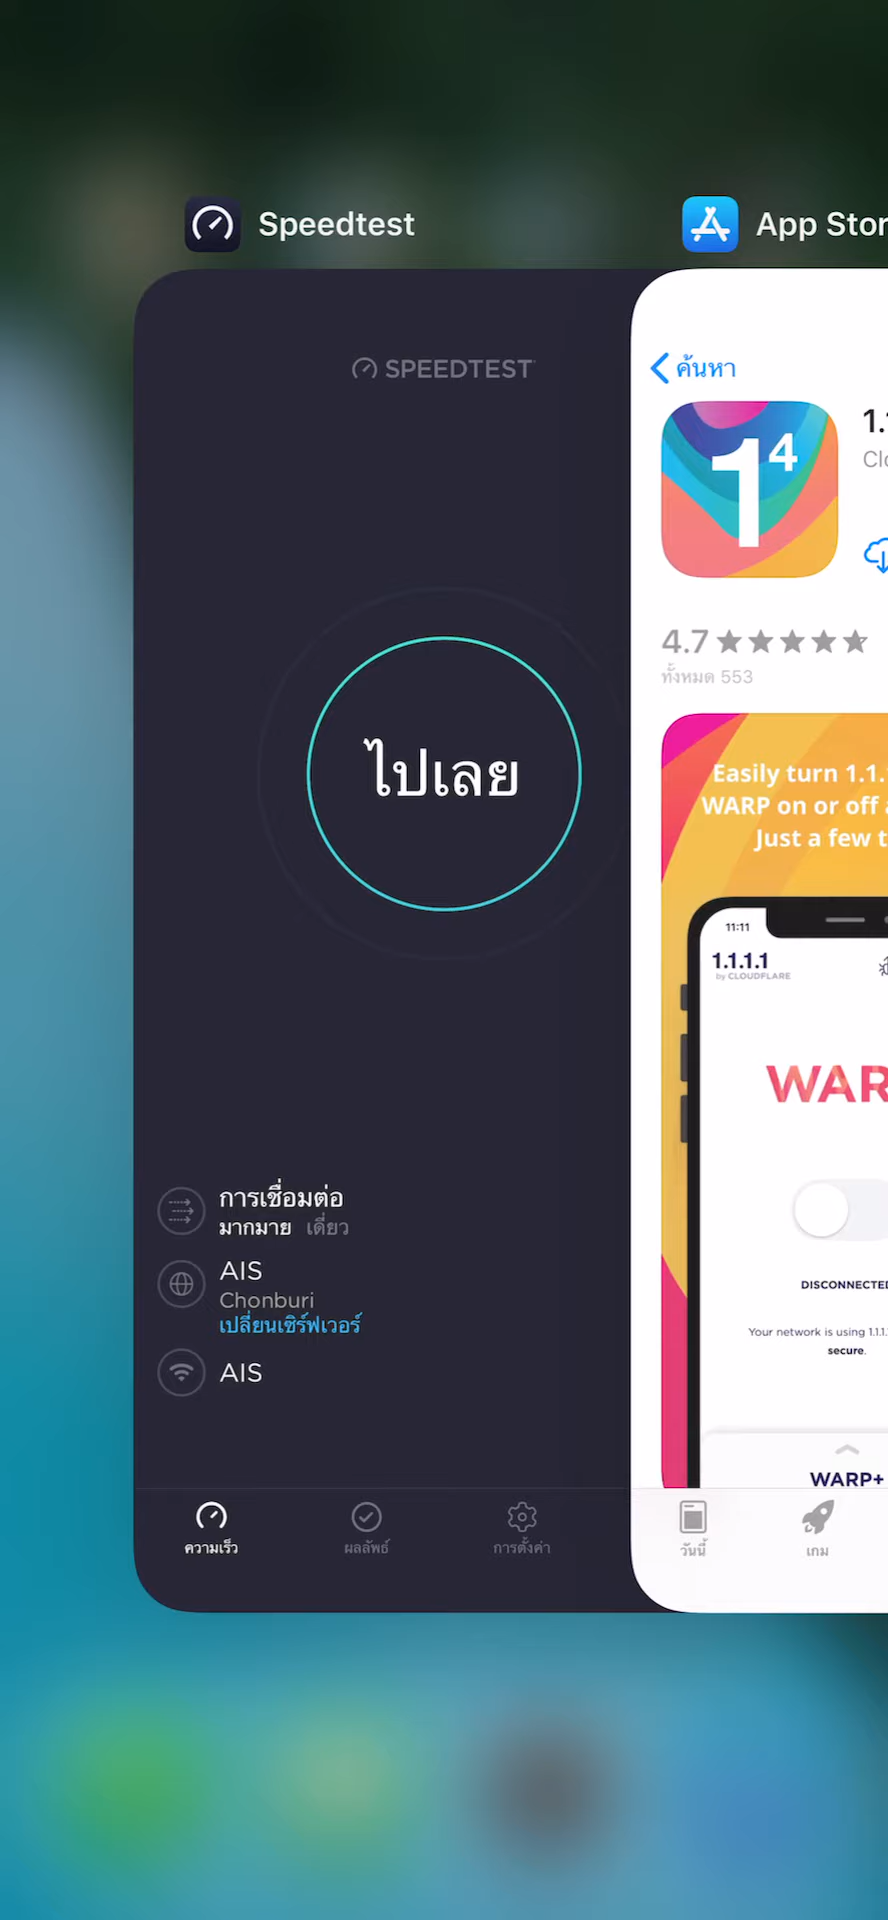 Speedtest
SPEEDTEST
ไปเลย
การเชื่อมต่อ
มากมาย เดี่ยว
AIS
Chonburi
เปลี่ยนเซิร์ฟเวอร์
AIS
ความเร็ว
ผลลัพธ์
การตั้งค่า
App Stor
ค้นหา
1⁴
1.1
Clo
4.7
ทั้งหมด 553
Easily turn 1.1.
WARP on or off
Just a few t
11:11
1.1.1.1
by CLOUDFLARE
WAR
DISCONNECTED
Your network is using 1.1.1.
secure.
WARP+
วันนี้
เกม